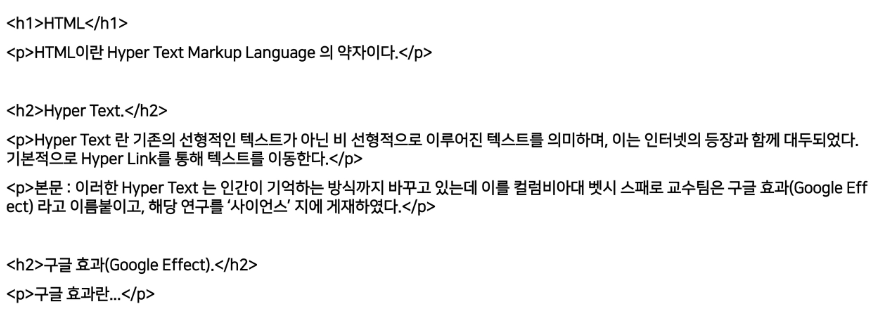 <h1>HTML</h1>
<p>HTML이란 Hyper Text Markup Language 의 약자이다.</p>
<h2>Hyper Text.</h2>
<p>Hyper Text 란 기존의 선형적인 텍스트가 아닌 비 선형적으로 이루어진 텍스트를 의미하며, 이는 인터넷의 등장과 함께 대두되었다.
기본적으로 Hyper Link를 통해 텍스트를 이동한다.</p>
<p>본문 : 이러한 Hyper Text 는 인간이 기억하는 방식까지 바꾸고 있는데 이를 컬럼비아대 벳시 스패로 교수팀은 구글 효과(Google Eff
ect) 라고 이름붙이고, 해당 연구를 ‘사이언스’ 지에 게재하였다.</p>
<h2>구글 효과(Google Effect).</h2>
<p>구글 효과란...</p>